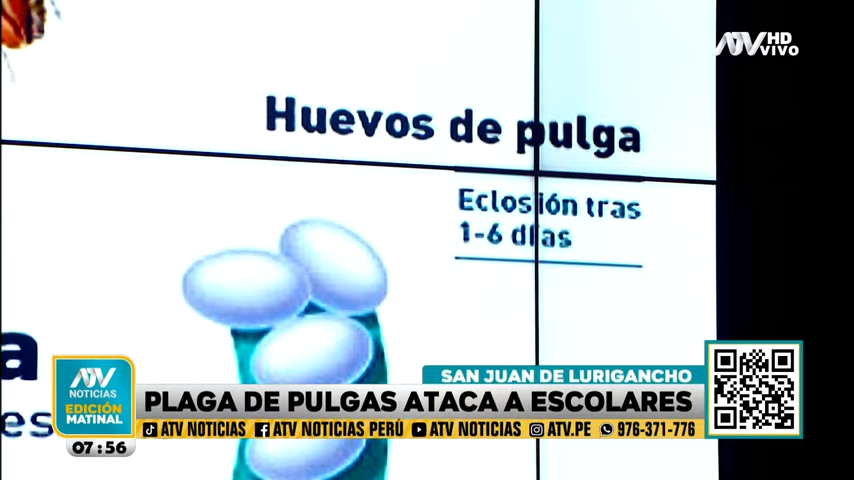 ATV HD
VIVO
Huevos de pulga
Eclosión tras
1-6 días
a
es
ATV
NOTICIAS
EDICIÓN
MATINAL
07:56
SAN JUAN DE LURIGANCHO
PLAGA DE PULGAS ATACA A ESCOLARES
ATV NOTICIAS ATV NOTICIAS PERÚ ATV NOTICIAS ATV.PE 976-371-776